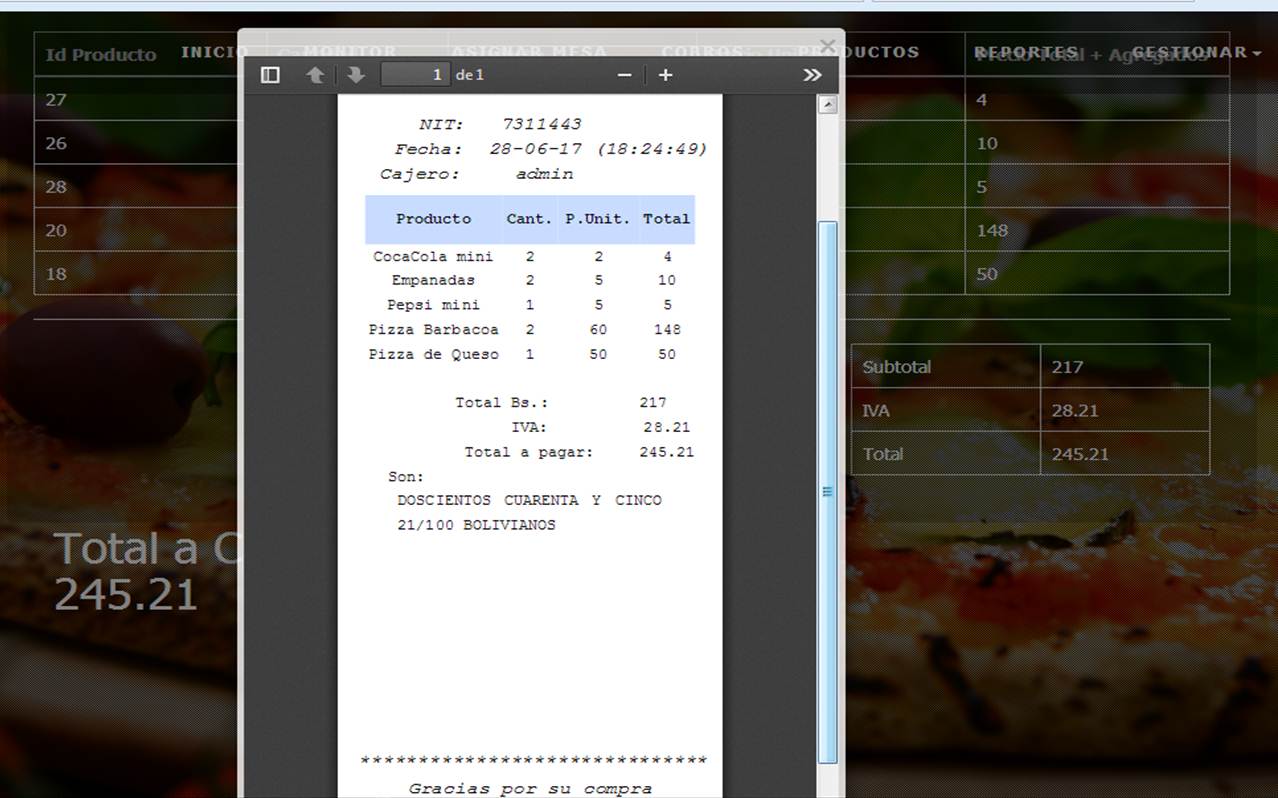 INICIO MONITOR ASIGNAR MESA COBROS PRODUCTOS REPORTES GESTIONAR
Id Producto Precio Total + Agregados
27 4
26 10
28 5
20 148
18 50
Subtotal 217
IVA 28.21
Total 245.21
Total a C
245.21
1 de 1
NIT: 7311443
Fecha: 28-06-17 (18:24:49)
Cajero: admin
Producto Cant. P.Unit. Total
CocaCola mini 2 2 4
Empanadas 2 5 10
Pepsi mini 1 5 5
Pizza Barbacoa 2 60 148
Pizza de Queso 1 50 50
Total Bs.: 217
IVA: 28.21
Total a pagar: 245.21
Son:
DOSCIENTOS CUARENTA Y CINCO
21/100 BOLIVIANOS
******************************
Gracias por su compra